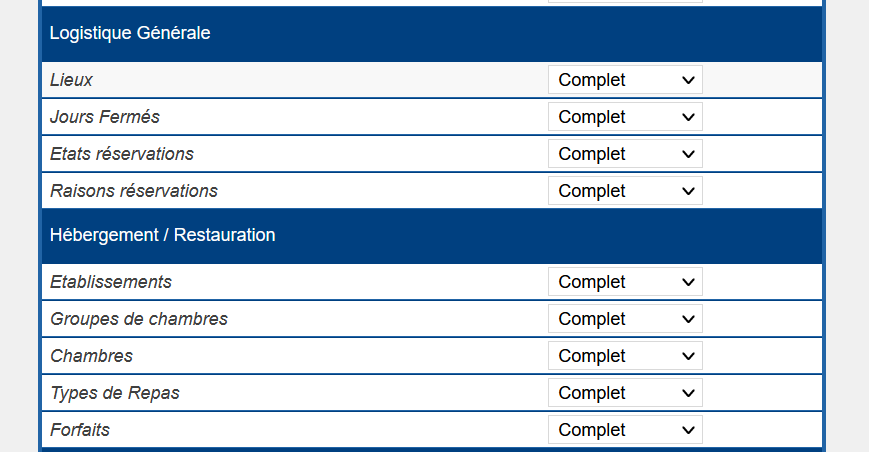 Logistique Générale
Lieux Complet
Jours Fermés Complet
Etats réservations Complet
Raisons réservations Complet
Hébergement / Restauration
Etablissements Complet
Groupes de chambres Complet
Chambres Complet
Types de Repas Complet
Forfaits Complet